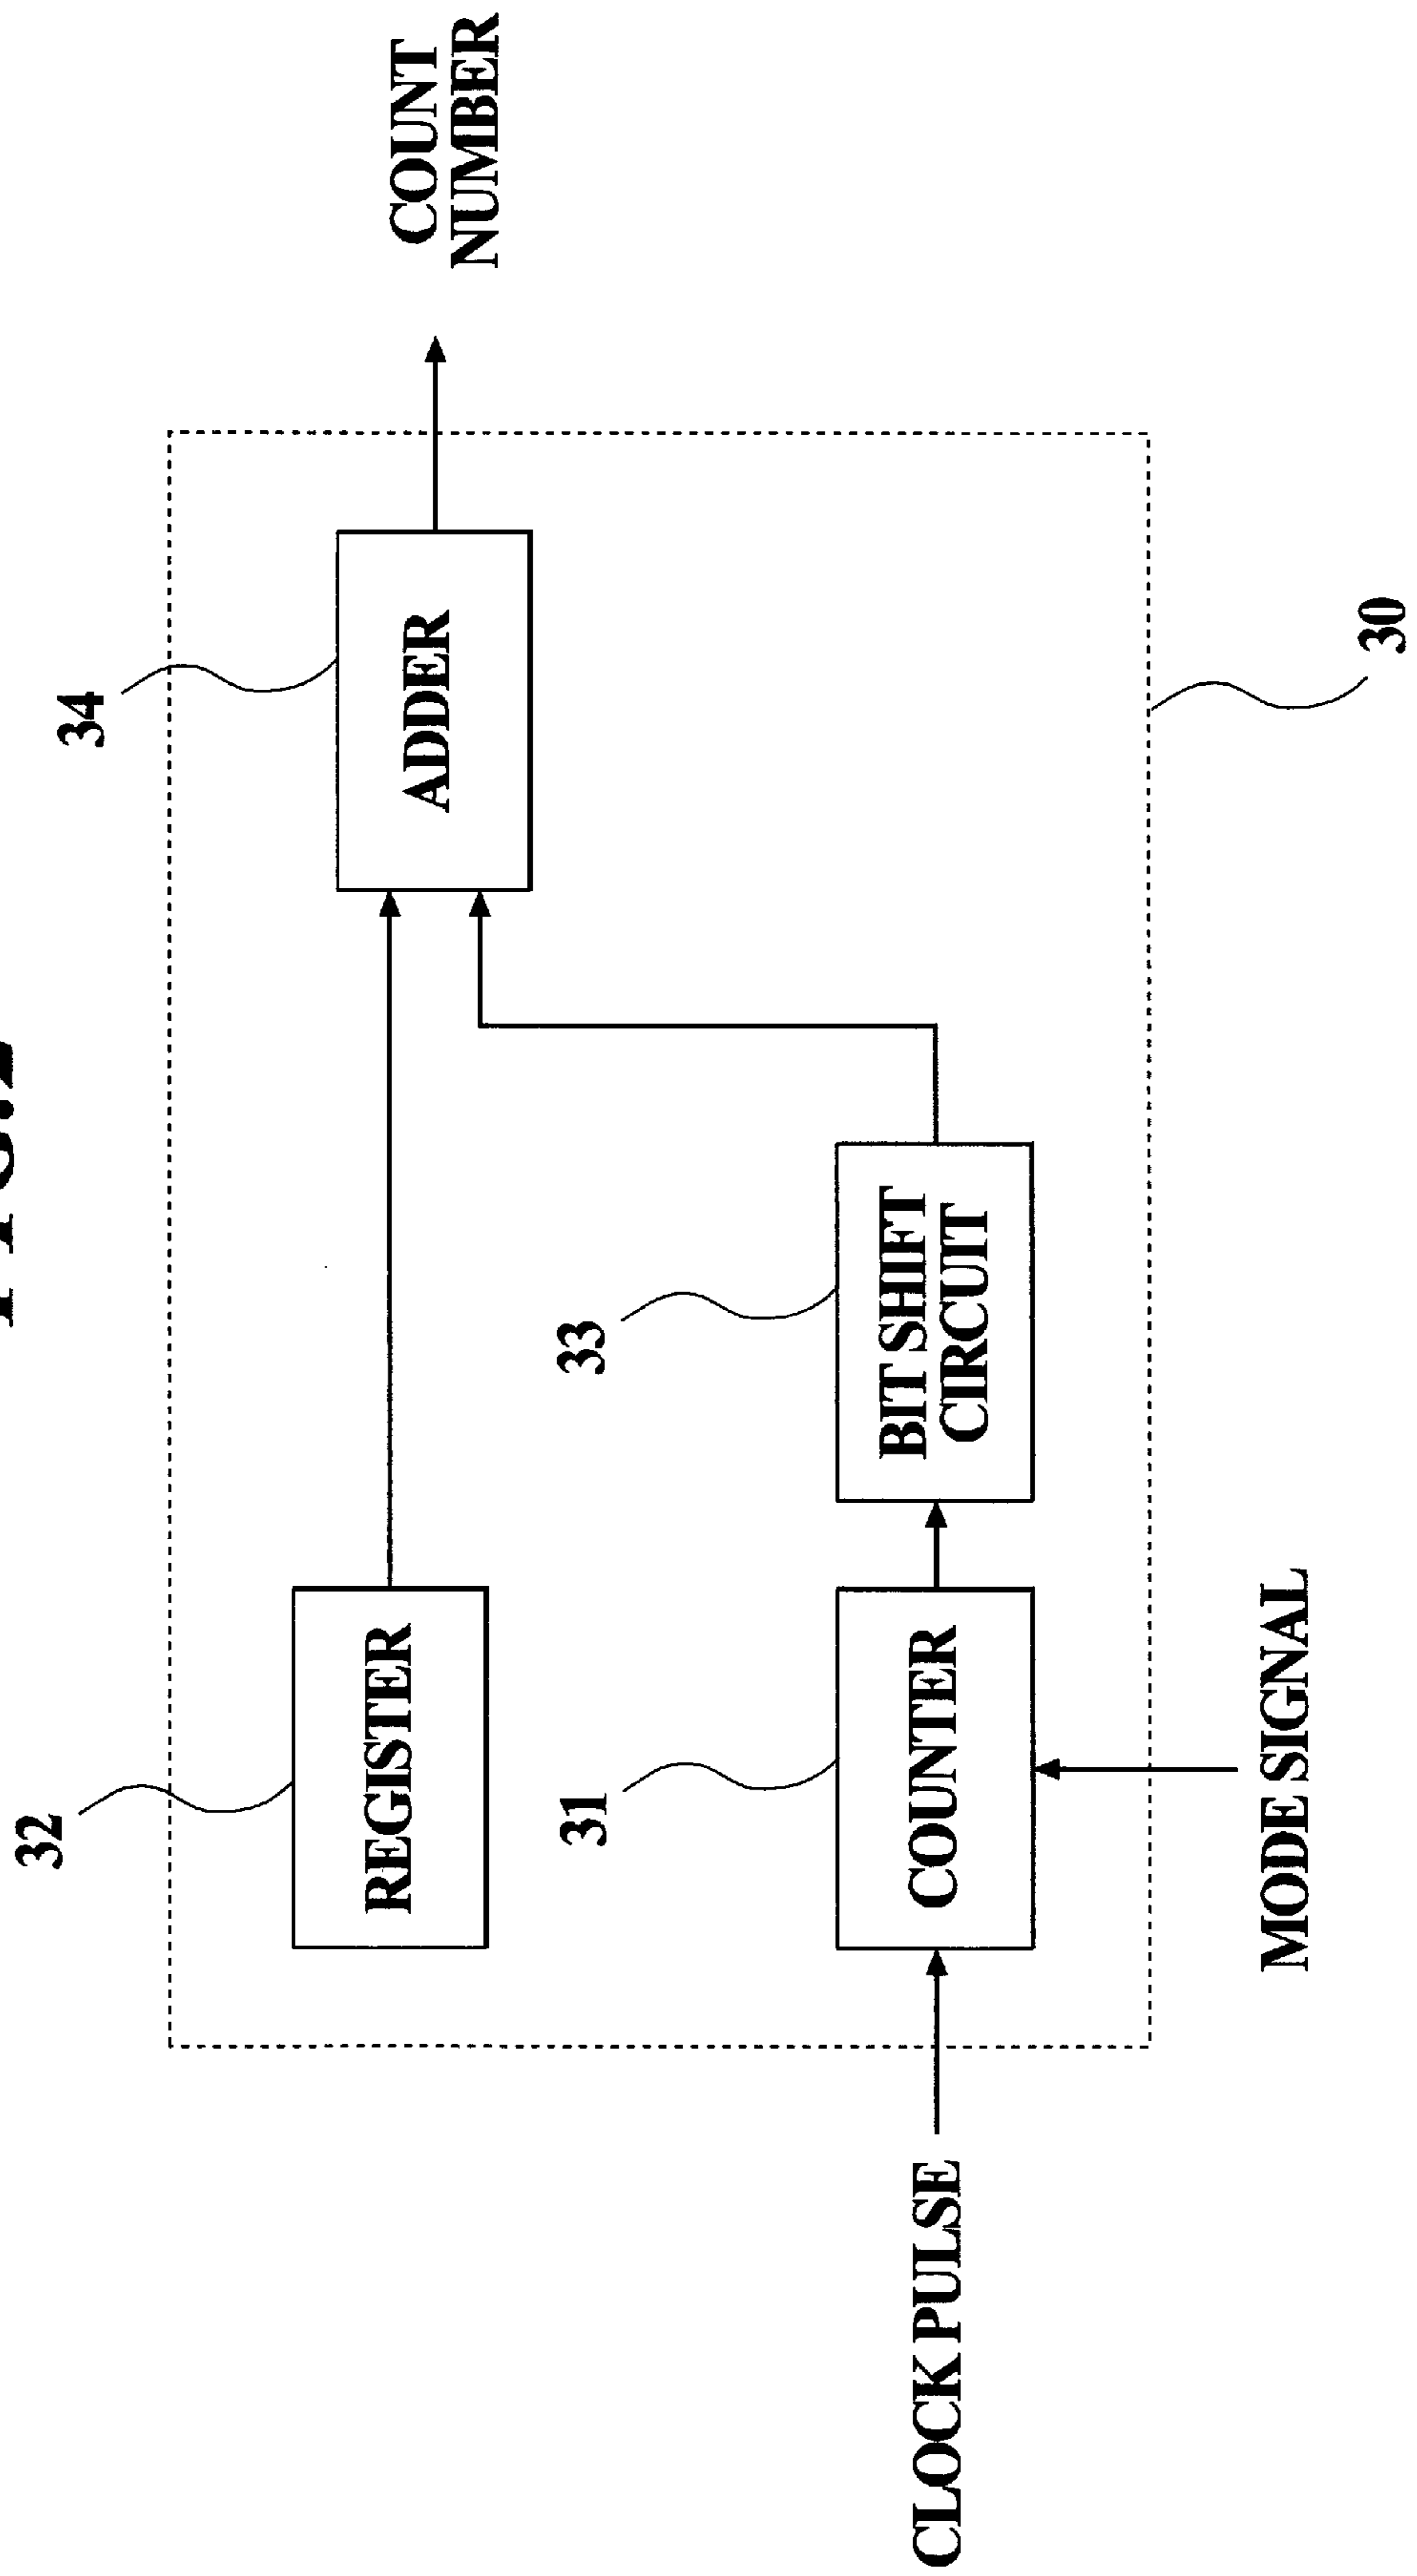 32
REGISTER
34
ADDER
COUNT
NUMBER
31
COUNTER
33
BIT SHIFT
CIRCUIT
CLOCK PULSE
MODE SIGNAL
30